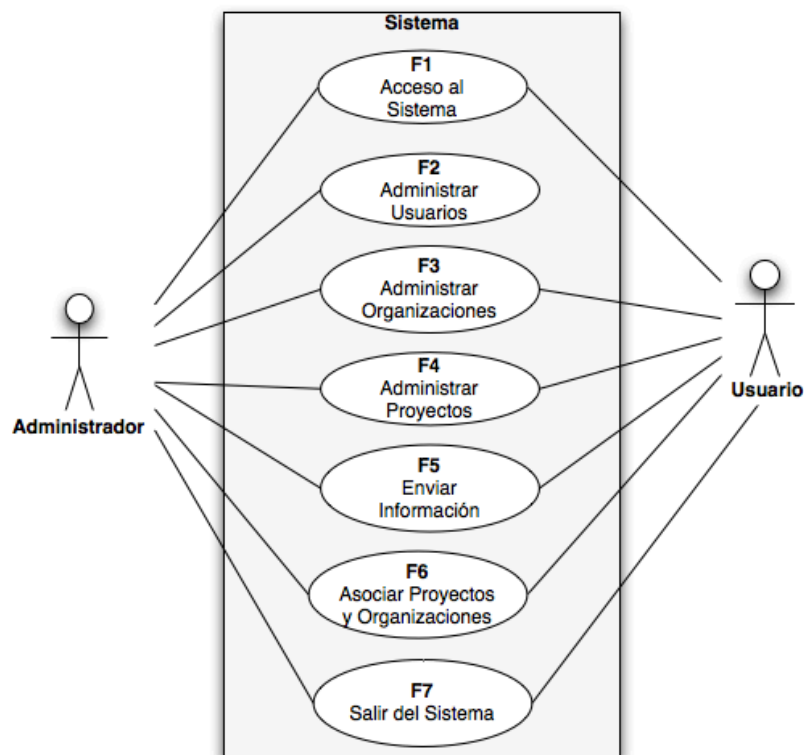 Sistema
F1
Acceso al
Sistema
F2
Administrar
Usuarios
F3
Administrar
Organizaciones
F4
Administrar
Proyectos
F5
Enviar
Información
F6
Asociar Proyectos
y Organizaciones
F7
Salir del Sistema
Administrador
Usuario